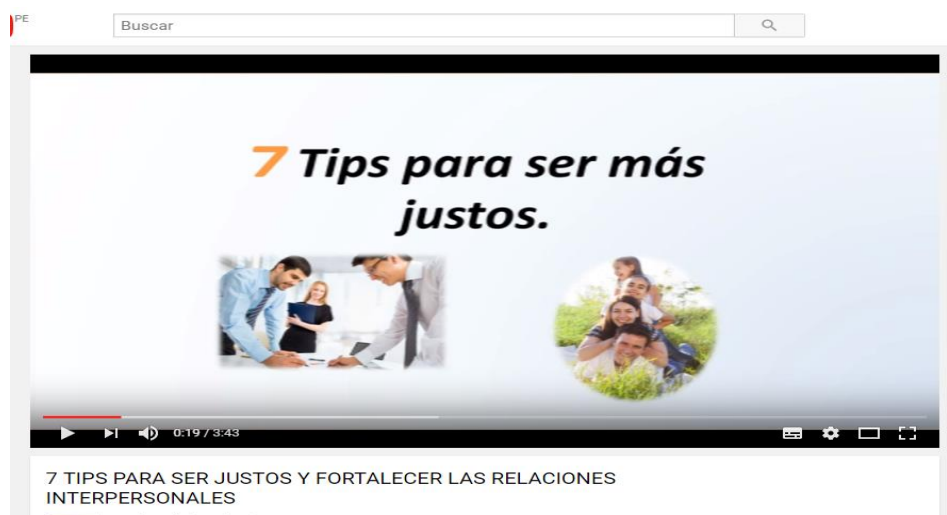 PE
Buscar
7 Tips para ser más
justos.
0:19 / 3:43
7 TIPS PARA SER JUSTOS Y FORTALECER LAS RELACIONES
INTERPERSONALES